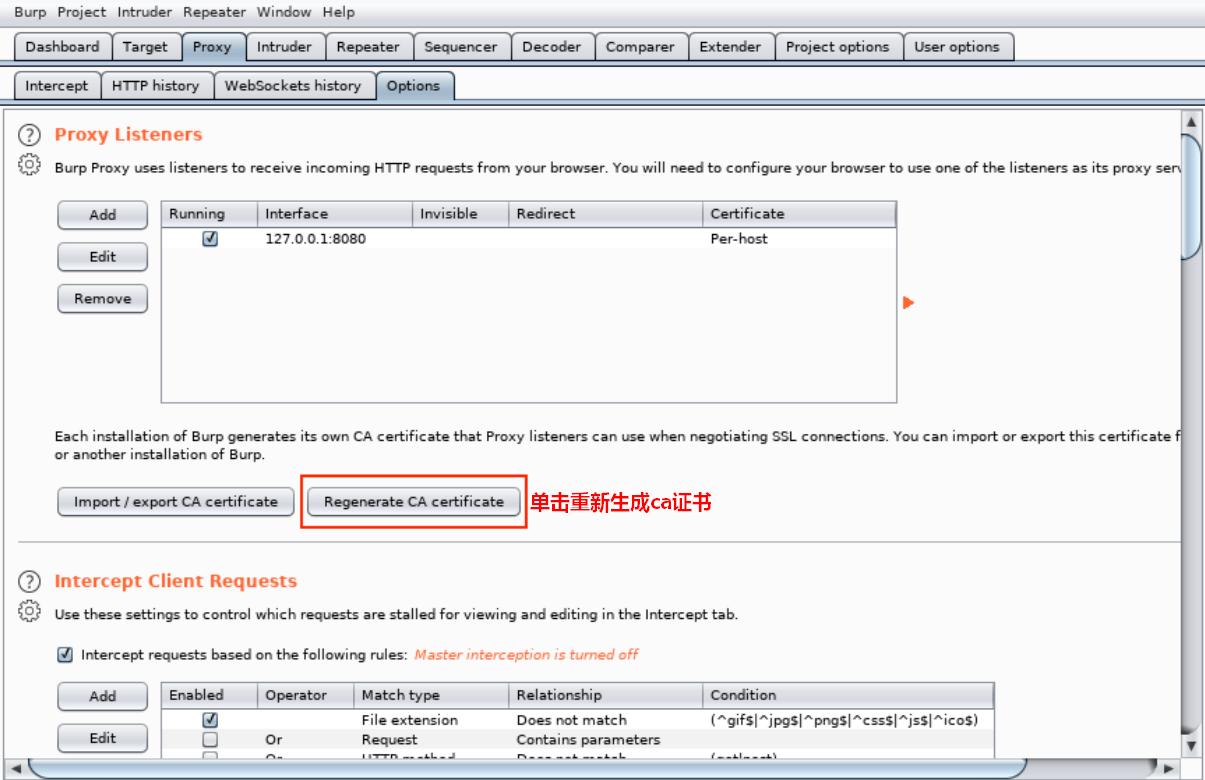 Burp Project Intruder Repeater Window Help
Dashboard Target Proxy Intruder Repeater Sequencer Decoder Comparer Extender Project options User options
Intercept HTTP history WebSockets history Options
? Proxy Listeners
Burp Proxy uses listeners to receive incoming HTTP requests from your browser. You will need to configure your browser to use one of the listeners as its proxy serv
Add Running Interface Invisible Redirect Certificate
127.0.0.1:8080 Per-host
Edit
Remove
Each installation of Burp generates its own CA certificate that Proxy listeners can use when negotiating SSL connections. You can import or export this certificate f
or another installation of Burp.
Import / export CA certificate Regenerate CA certificate 单击重新生成ca证书
? Intercept Client Requests
Use these settings to control which requests are stalled for viewing and editing in the Intercept tab.
Intercept requests based on the following rules: Master interception is turned off
Add Enabled Operator Match type Relationship Condition
File extension Does not match (^gif$|^jpg$|^png$|^css$|^js$|^ico$)
Edit Or Request Contains parameters
Or HTTP method Does not match (get|post)